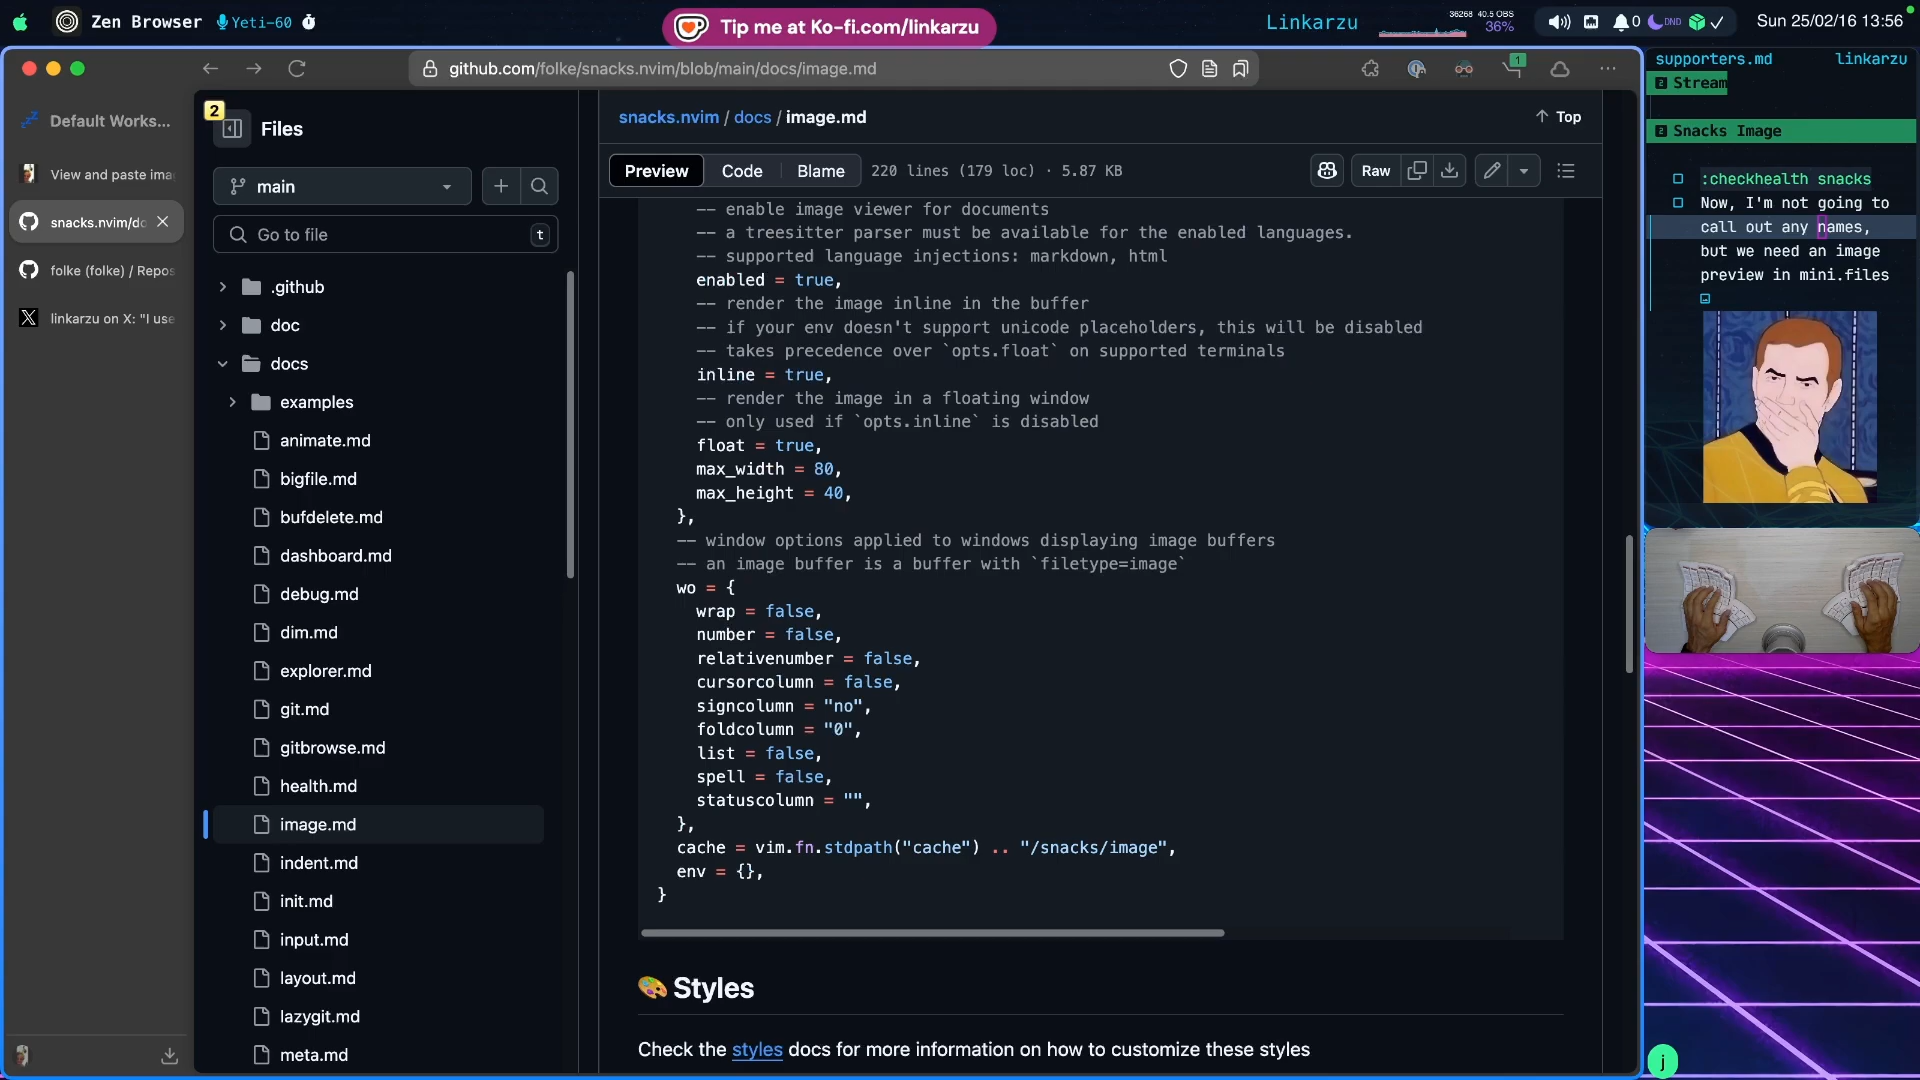 Zen Browser
Yeti-60
Tip me at Ko-fi.com/linkarzu
Linkarzu
36268 40.5 OBS
36%
0
DND
Sun 25/02/16 13:56
github.com/folke/snacks.nvim/blob/main/docs/image.md
1
Default Works...
View and paste ima
snacks.nvim/do
folke (folke) / Repos
linkarzu on X: "I use
2
Files
main
Go to file
t
.github
doc
docs
examples
animate.md
bigfile.md
bufdelete.md
dashboard.md
debug.md
dim.md
explorer.md
git.md
gitbrowse.md
health.md
image.md
indent.md
init.md
input.md
layout.md
lazygit.md
meta.md
snacks.nvim / docs / image.md
Top
Preview
Code
Blame
220 lines (179 loc) · 5.87 KB
Raw
-- enable image viewer for documents
-- a treesitter parser must be available for the enabled languages.
-- supported language injections: markdown, html
enabled = true,
-- render the image inline in the buffer
-- if your env doesn't support unicode placeholders, this will be disabled
-- takes precedence over `opts.float` on supported terminals
inline = true,
-- render the image in a floating window
-- only used if `opts.inline` is disabled
float = true,
max_width = 80,
max_height = 40,
},
-- window options applied to windows displaying image buffers
-- an image buffer is a buffer with `filetype=image`
wo = {
wrap = false,
number = false,
relativenumber = false,
cursorcolumn = false,
signcolumn = "no",
foldcolumn = "0",
list = false,
spell = false,
statuscolumn = "",
},
cache = vim.fn.stdpath("cache") .. "/snacks/image",
env = {},
}
🎨 Styles
Check the styles docs for more information on how to customize these styles
supporters.md
linkarzu
2 Stream
2 Snacks Image
:checkhealth snacks
Now, I'm not going to
call out any names,
but we need an image
preview in mini.files
j